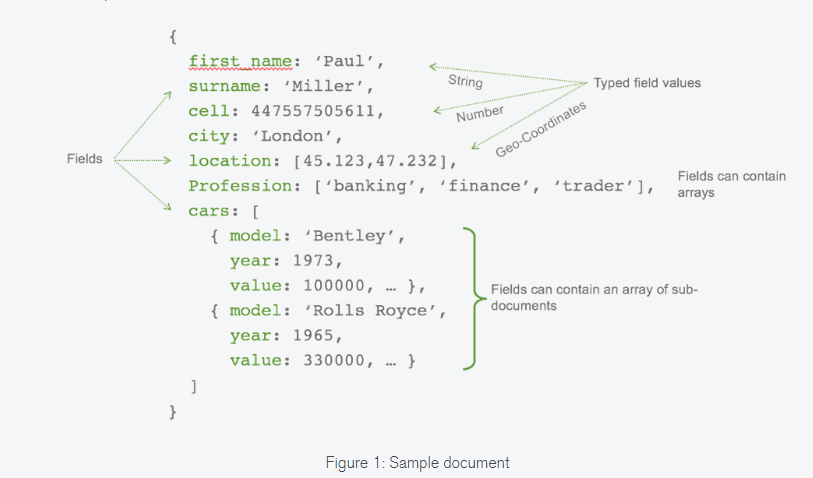 {
first_name: ‘Paul’,
surname: ‘Miller’,
cell: 447557505611,
city: ‘London’,
location: [45.123,47.232],
Profession: [‘banking’, ‘finance’, ‘trader’],
cars: [
{ model: ‘Bentley’,
year: 1973,
value: 100000, … },
{ model: ‘Rolls Royce’,
year: 1965,
value: 330000, … }
]
}
Fields
String
Number
Geo-Coordinates
Typed field values
Fields can contain
arrays
Fields can contain an array of sub-
documents
Figure 1: Sample document